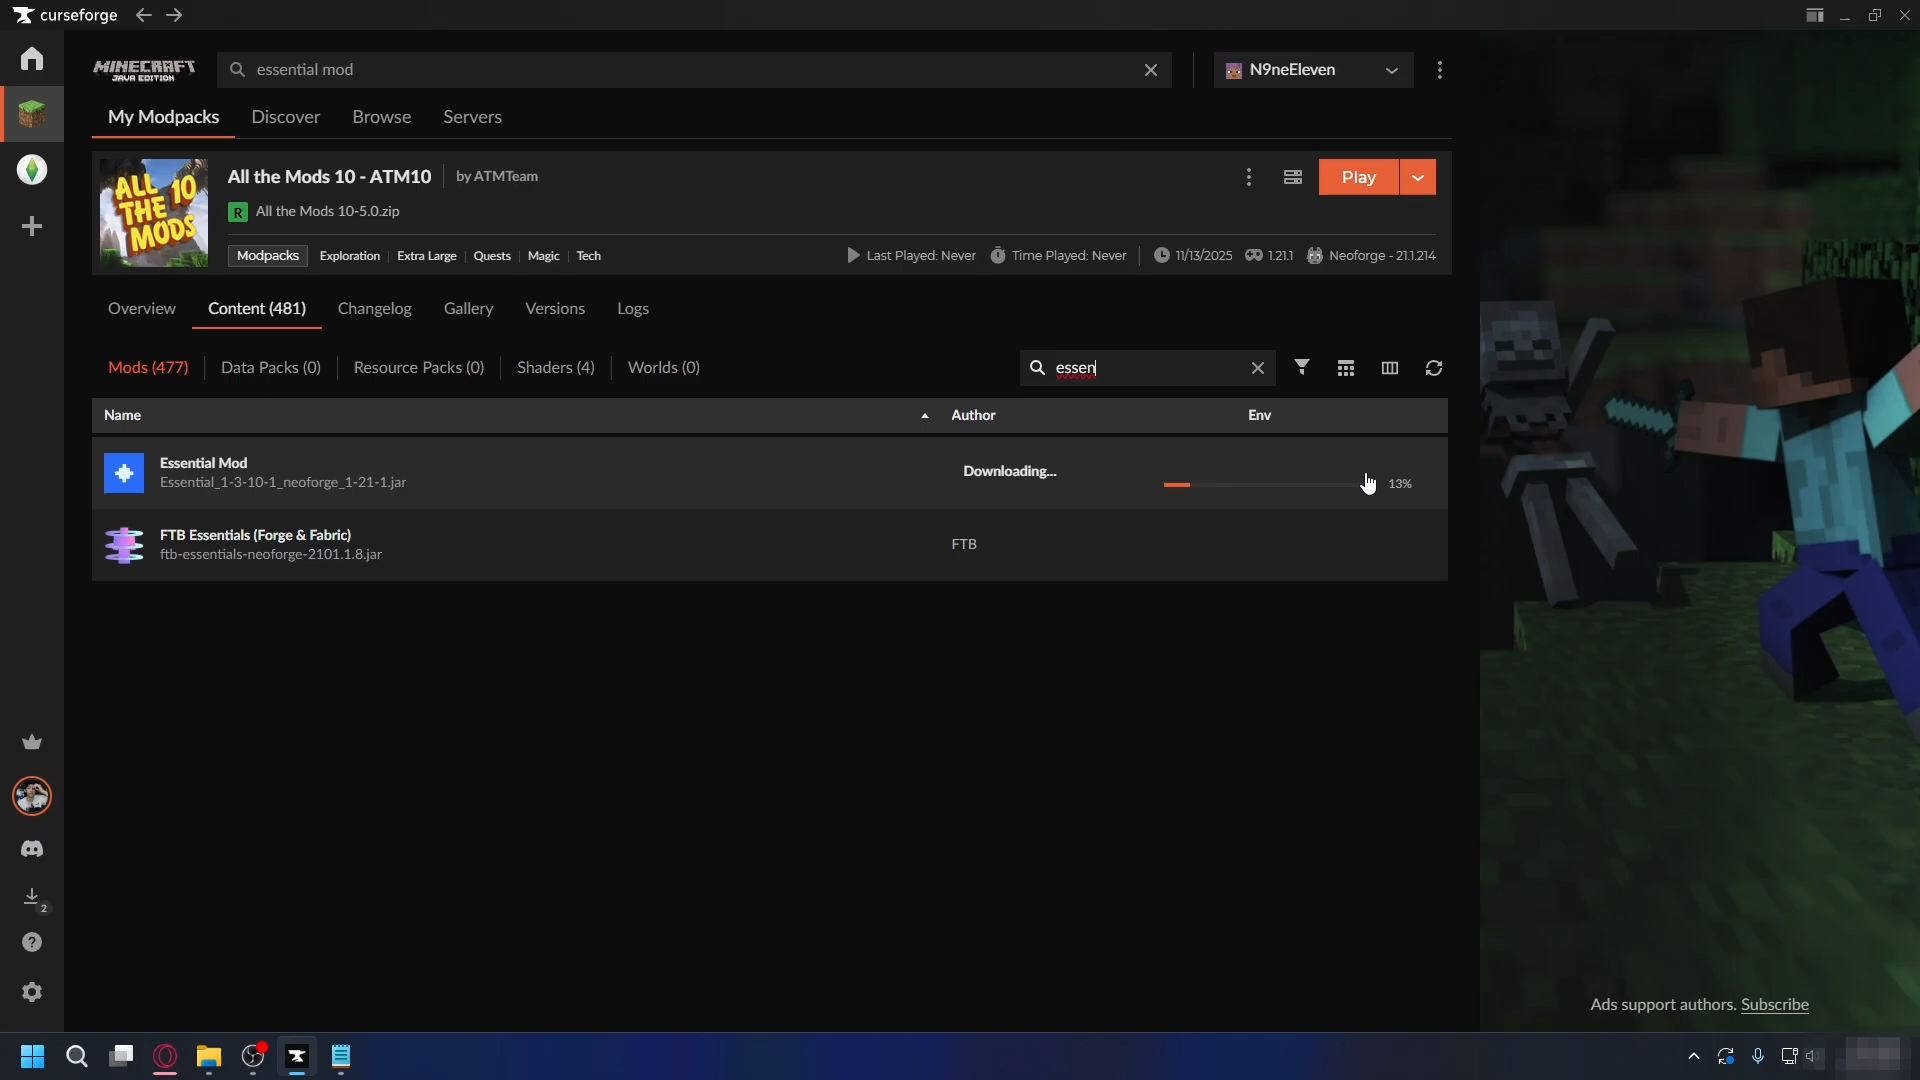 curseforge
MINECRAFT
JAVA EDITION
essential mod
N9neEleven
My Modpacks
Discover
Browse
Servers
ALL THE 10 MODS
All the Mods 10 - ATM10
by ATMTeam
R All the Mods 10-5.0.zip
Play
Modpacks
Exploration
Extra Large
Quests
Magic
Tech
Last Played: Never
Time Played: Never
11/13/2025
1.21.1
Neoforge - 21.1.214
Overview
Content (481)
Changelog
Gallery
Versions
Logs
Mods (477)
Data Packs (0)
Resource Packs (0)
Shaders (4)
Worlds (0)
essen
Name
Author
Env
Essential Mod
Essential_1-3-10-1_neoforge_1-21-1.jar
Downloading...
13%
FTB Essentials (Forge & Fabric)
ftb-essentials-neoforge-2101.1.8.jar
FTB
2
Ads support authors. Subscribe